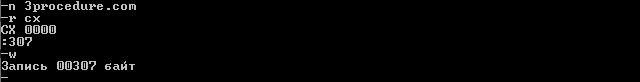 -n 3procedure.com
-r cx
CX 0000
:307
-w
Запись 00307 байт
-